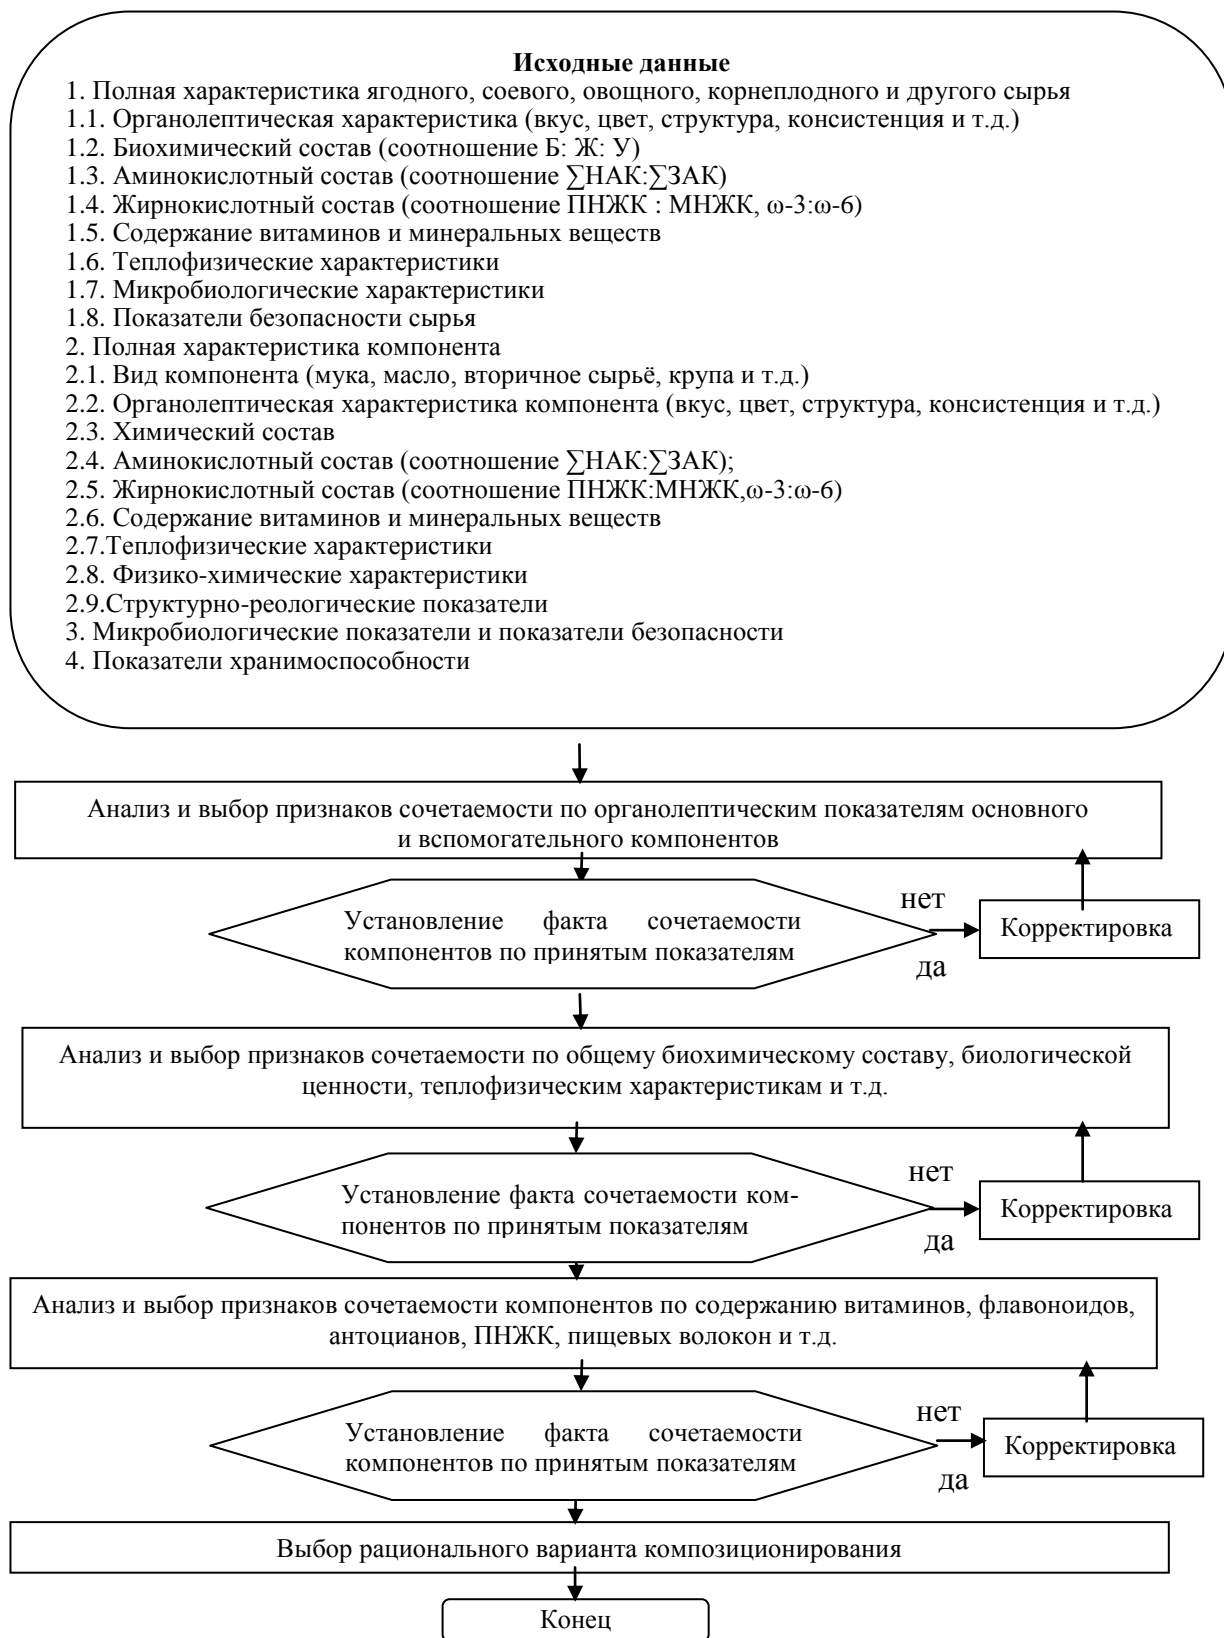 Исходные данные
1. Полная характеристика ягодного, соевого, овощного, корнеплодного и другого сырья
1.1. Органолептическая характеристика (вкус, цвет, структура, консистенция и т.д.)
1.2. Биохимический состав (соотношение Б: Ж: У)
1.3. Аминокислотный состав (соотношение ∑НАК:∑ЗАК)
1.4. Жирнокислотный состав (соотношение ПНЖК : МНЖК, ω-3:ω-6)
1.5. Содержание витаминов и минеральных веществ
1.6. Теплофизические характеристики
1.7. Микробиологические характеристики
1.8. Показатели безопасности сырья
2. Полная характеристика компонента
2.1. Вид компонента (мука, масло, вторичное сырьё, крупа и т.д.)
2.2. Органолептическая характеристика компонента (вкус, цвет, структура, консистенция и т.д.)
2.3. Химический состав
2.4. Аминокислотный состав (соотношение ∑НАК:∑ЗАК);
2.5. Жирнокислотный состав (соотношение ПНЖК:МНЖК,ω-3:ω-6)
2.6. Содержание витаминов и минеральных веществ
2.7.Теплофизические характеристики
2.8. Физико-химические характеристики
2.9.Структурно-реологические показатели
3. Микробиологические показатели и показатели безопасности
4. Показатели хранимоспособности
Анализ и выбор признаков сочетаемости по органолептическим показателям основного
и вспомогательного компонентов
Установление факта сочетаемости
компонентов по принятым показателям
нет
да
Корректировка
Анализ и выбор признаков сочетаемости по общему биохимическому составу, биологической
ценности, теплофизическим характеристикам и т.д.
Установление факта сочетаемости ком-
понентов по принятым показателям
нет
да
Корректировка
Анализ и выбор признаков сочетаемости компонентов по содержанию витаминов, флавоноидов,
антоцианов, ПНЖК, пищевых волокон и т.д.
Установление факта сочетаемости
компонентов по принятым показателям
нет
да
Корректировка
Выбор рационального варианта композиционирования
Конец